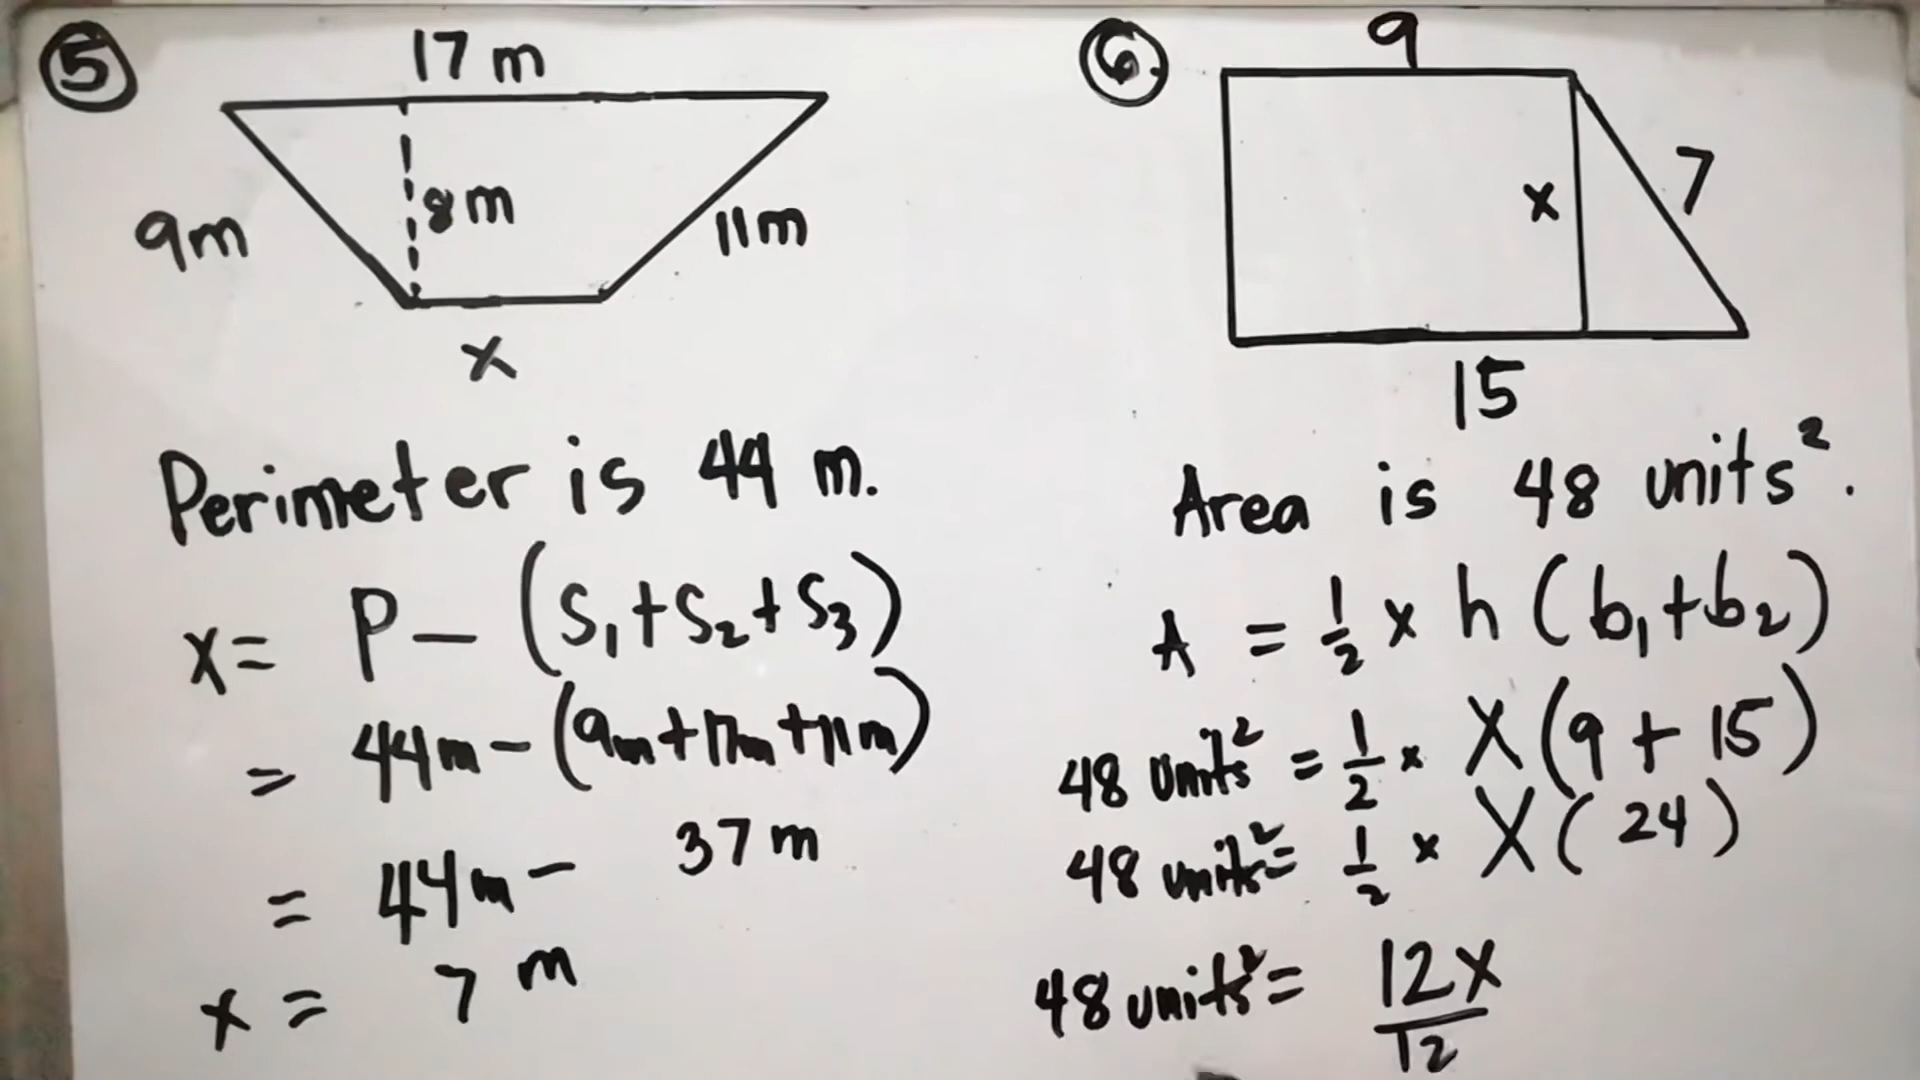 5
17 m
9m
8m
11m
x
Perimeter is 44 m.
x = P - (S₁+S₂+S₃)
= 44m - (9m+17m+11m)
= 44m - 37m
x = 7 m
6.
9
x
7
15
Area is 48 units².
A = 1/2 x h (b₁+b₂)
48 units² = 1/2 x X(9 + 15)
48 units² = 1/2 x X( 24 )
48 units² = 12x/12